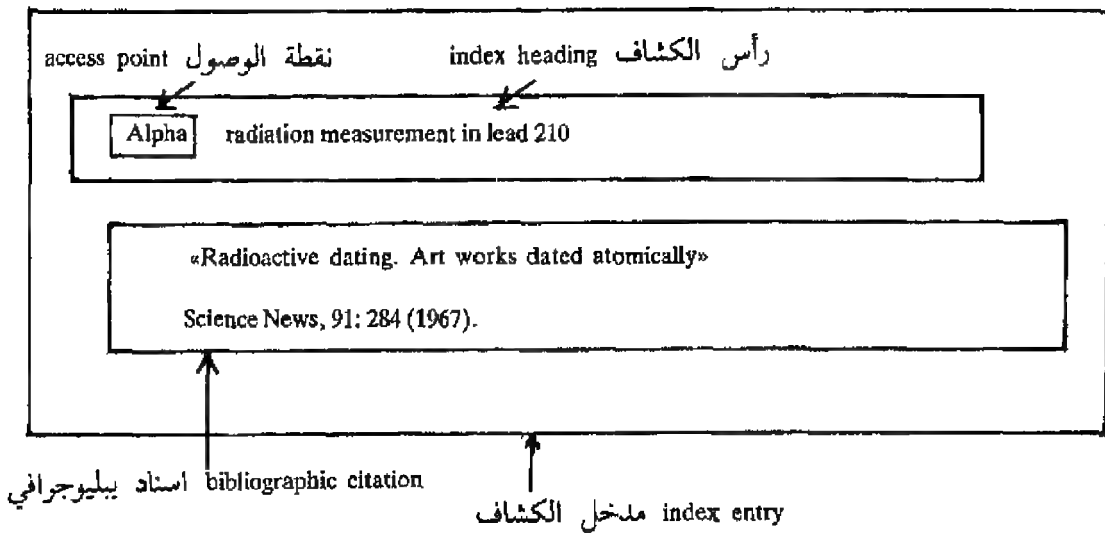 access point نقطة الوصول index heading رأس الكشاف
Alpha radiation measurement in lead 210
«Radioactive dating. Art works dated atomically»
Science News, 91: 284 (1967).
اسناد ببليوجرافي bibliographic citation
مدخل الكشاف index entry